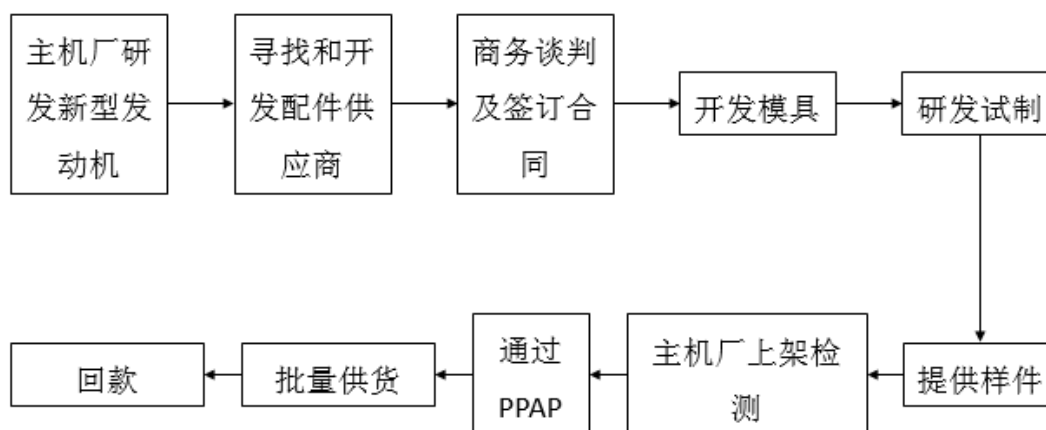 主机厂研
发新型发
动机
寻找和开
发配件供
应商
商务谈判
及签订合
同
开发模具
研发试制
提供样件
主机厂上架检
测
通过
PPAP
批量供货
回款